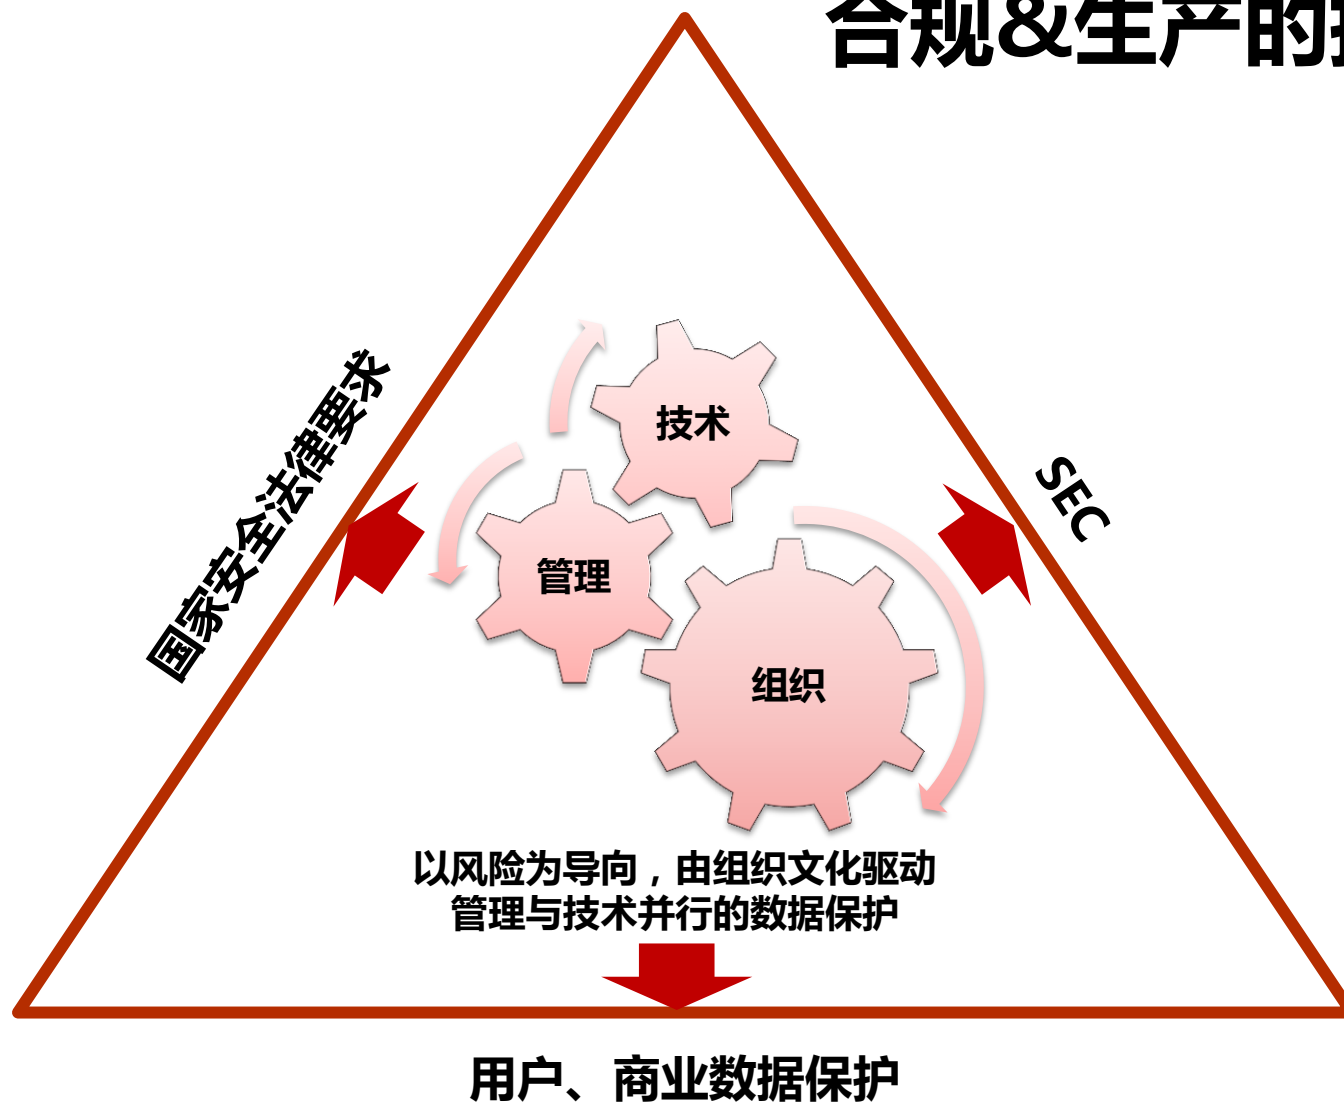 合规&生产的
国家安全法律要求
SEC
技术
管理
组织
以风险为导向，由组织文化驱动
管理与技术并行的数据保护
用户、商业数据保护